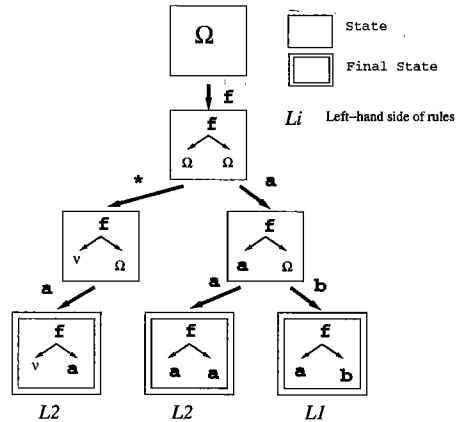 Ω
State
Final State
Li Left-hand side of rules
f
f
Ω Ω
* a
f
ν Ω
f
a Ω
a a b
f
ν a
f
a a
f
a b
L2 L2 L1